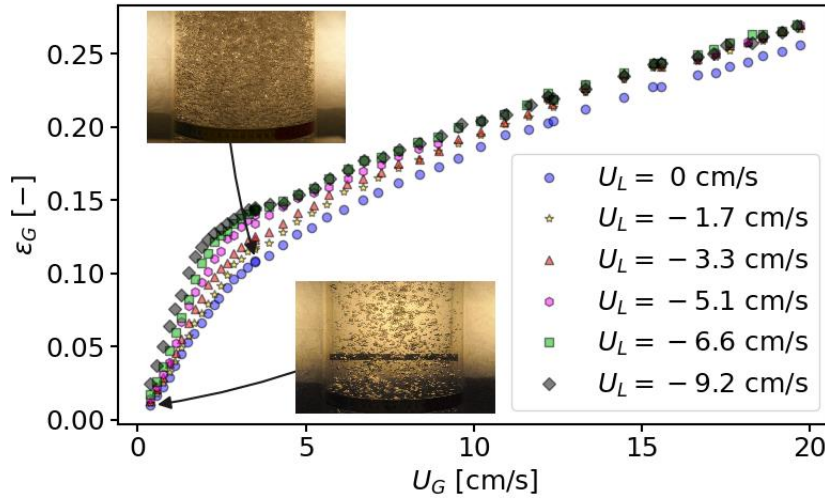 0.25
0.20
0.15
0.10
0.05
0.00
ε_G [−]
0
5
10
15
20
U_G [cm/s]
U_L = 0 cm/s
U_L = −1.7 cm/s
U_L = −3.3 cm/s
U_L = −5.1 cm/s
U_L = −6.6 cm/s
U_L = −9.2 cm/s